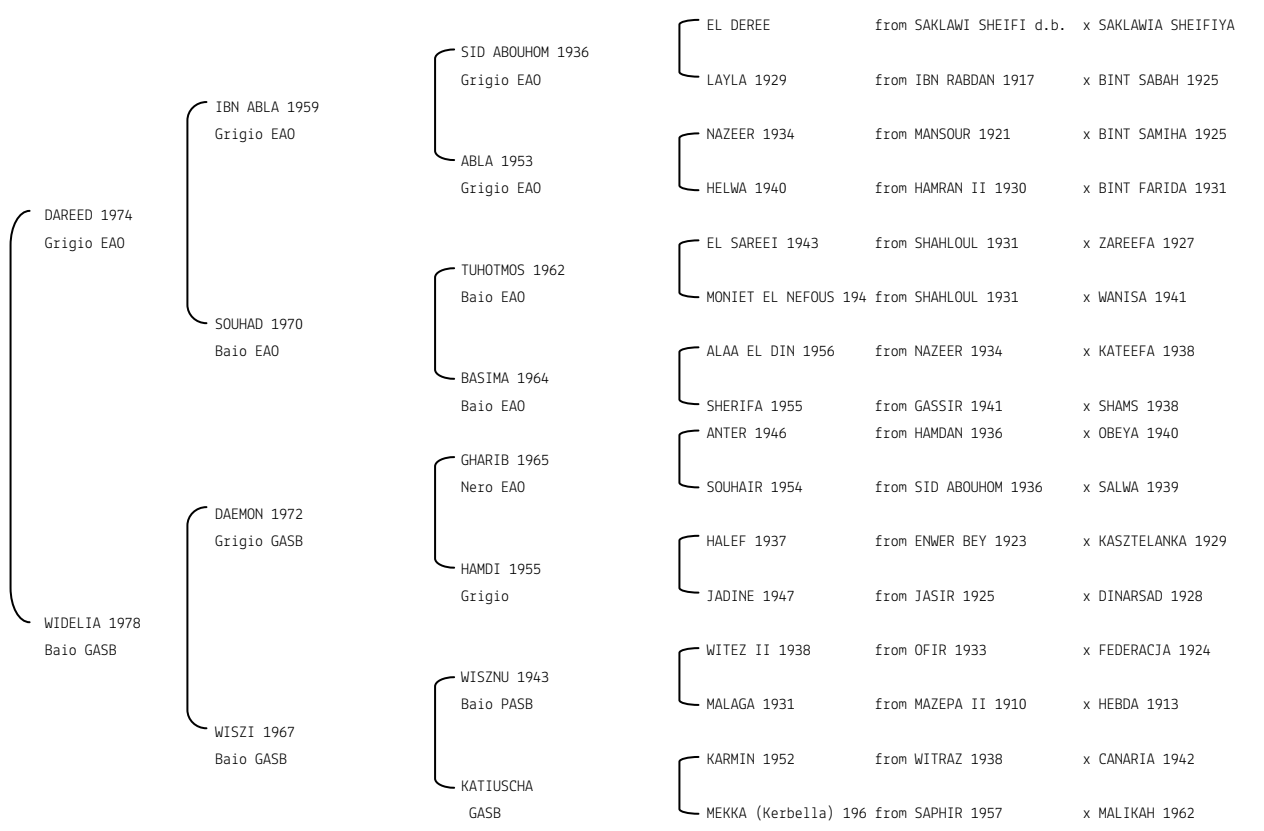 EL DEREE from SAKLAWI SHEIFI d.b. x SAKLAWIA SHEIFIYA
SID ABOUHOM 1936
Grigio EAO
LAYLA 1929 from IBN RABDAN 1917 x BINT SABAH 1925
IBN ABLA 1959
Grigio EAO
NAZEER 1934 from MANSOUR 1921 x BINT SAMIHA 1925
ABLA 1953
Grigio EAO
HELWA 1940 from HAMRAN II 1930 x BINT FARIDA 1931
DAREED 1974
Grigio EAO
EL SAREEI 1943 from SHAHLOUL 1931 x ZAREEFA 1927
TUHOTMOS 1962
Baio EAO
MONIET EL NEFOUS 194 from SHAHLOUL 1931 x WANISA 1941
SOUHAD 1970
Baio EAO
ALAA EL DIN 1956 from NAZEER 1934 x KATEEFA 1938
BASIMA 1964
Baio EAO
SHERIFA 1955 from GASSIR 1941 x SHAMS 1938
ANTER 1946 from HAMDAN 1936 x OBEYA 1940
GHARIB 1965
Nero EAO
SOUHAIR 1954 from SID ABOUHOM 1936 x SALWA 1939
DAEMON 1972
Grigio GASB
HALEF 1937 from ENWER BEY 1923 x KASZTELANKA 1929
HAMDI 1955
Grigio
JADINE 1947 from JASIR 1925 x DINARSAD 1928
WIDELIA 1978
Baio GASB
WITEZ II 1938 from OFIR 1933 x FEDERACJA 1924
WISZNU 1943
Baio PASB
MALAGA 1931 from MAZEPA II 1910 x HEBDA 1913
WISZI 1967
Baio GASB
KARMIN 1952 from WITRAZ 1938 x CANARIA 1942
KATIUSCHA
GASB
MEKKA (Kerbella) 196 from SAPHIR 1957 x MALIKAH 1962